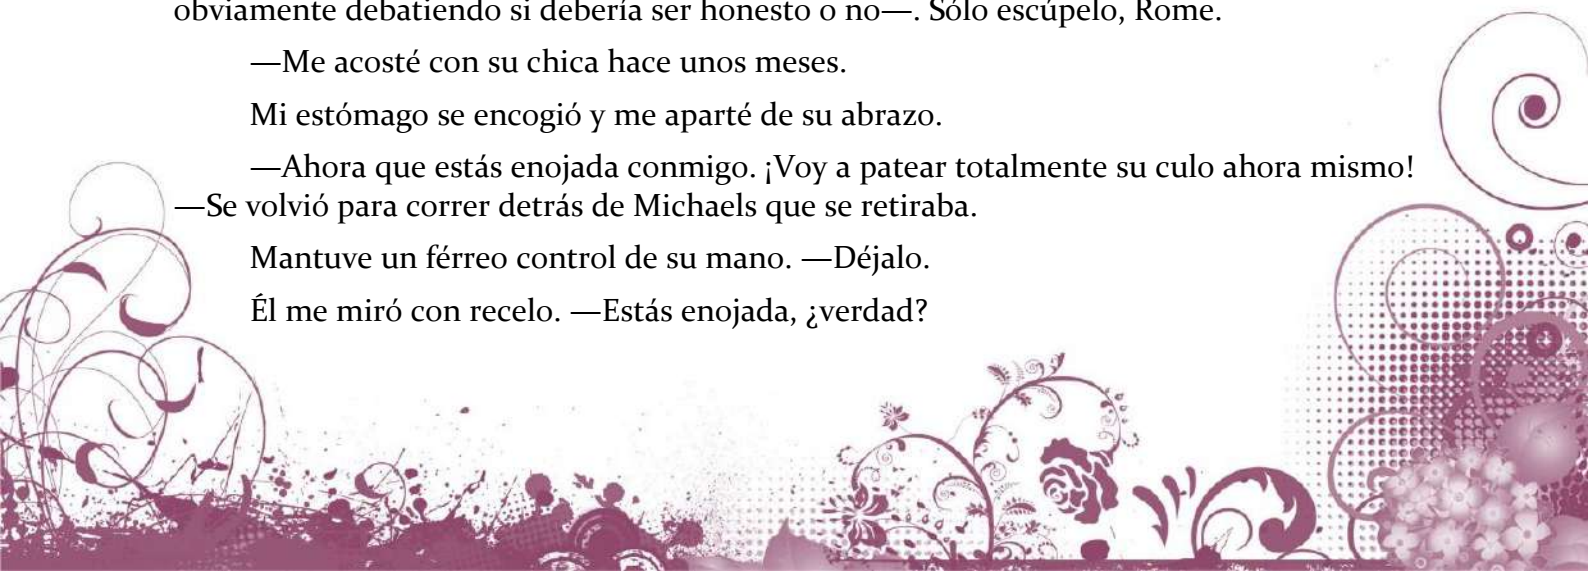 obviamente debatiendo si debería ser honesto o no—. Sólo escúpelo, Rome.
—Me acosté con su chica hace unos meses.
Mi estómago se encogió y me aparté de su abrazo.
—Ahora que estás enojada conmigo. ¡Voy a patear totalmente su culo ahora mismo!
—Se volvió para correr detrás de Michaels que se retiraba.
Mantuve un férreo control de su mano. —Déjalo.
Él me miró con recelo. —Estás enojada, ¿verdad?